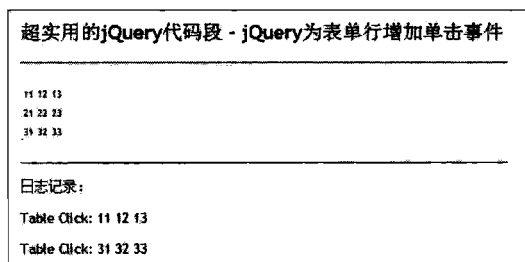 超实用的jQuery代码段 - jQuery为表单行增加单击事件
11 12 13
21 22 23
31 32 33
日志记录：
Table Click: 11 12 13
Table Click: 31 32 33